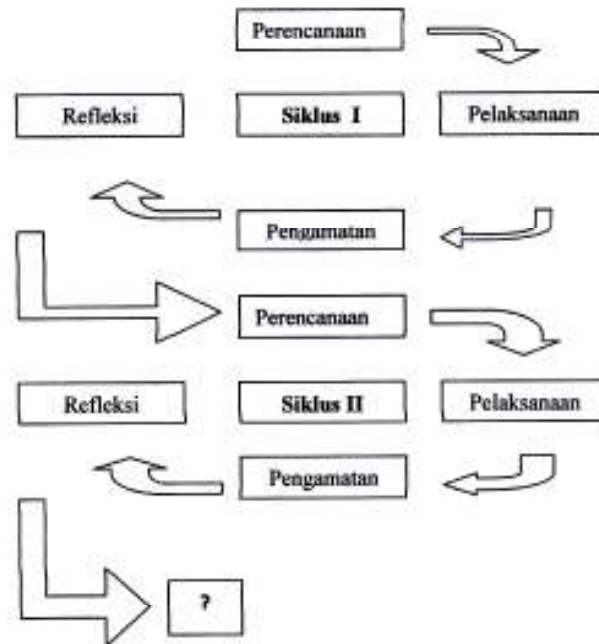 Perencanaan
Refleksi
Siklus I
Pelaksanaan
Pengamatan
Perencanaan
Refleksi
Siklus II
Pelaksanaan
Pengamatan
?